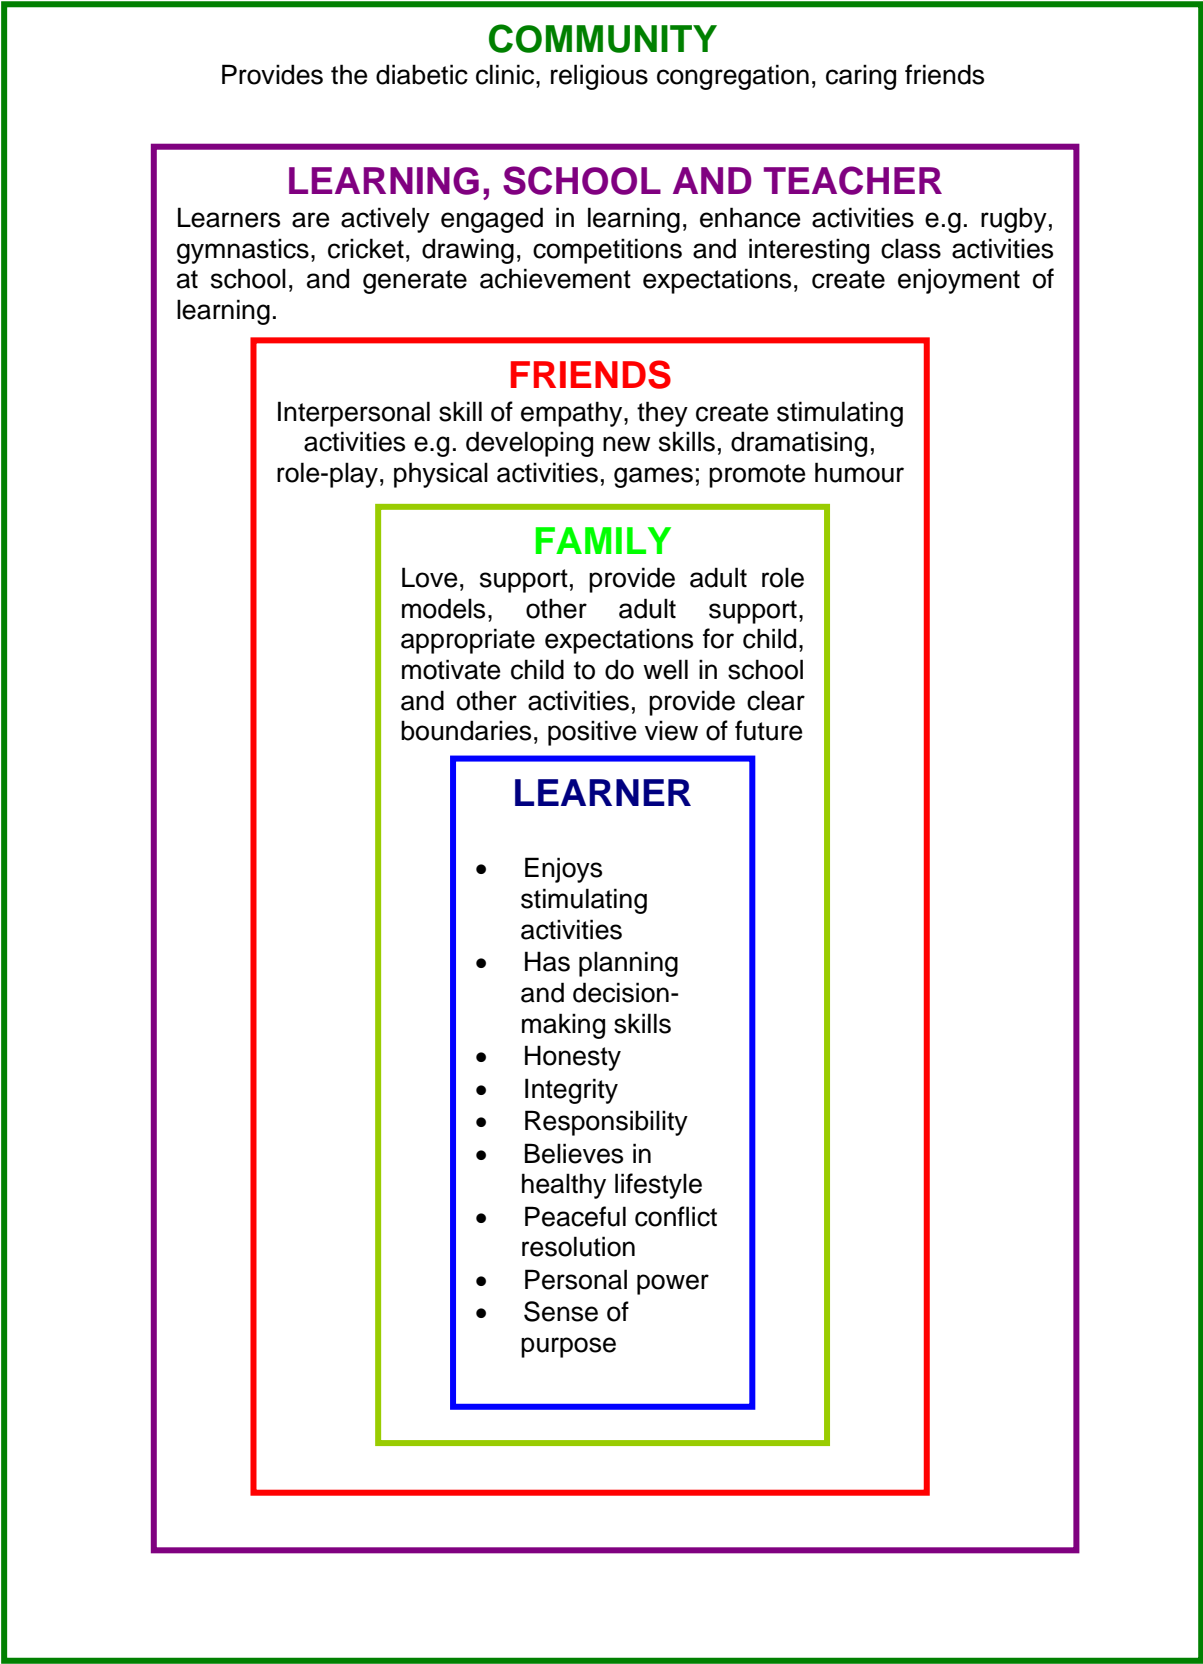 COMMUNITY
Provides the diabetic clinic, religious congregation, caring friends
LEARNING, SCHOOL AND TEACHER
Learners are actively engaged in learning, enhance activities e.g. rugby,
gymnastics, cricket, drawing, competitions and interesting class activities
at school, and generate achievement expectations, create enjoyment of
learning.
FRIENDS
Interpersonal skill of empathy, they create stimulating
activities e.g. developing new skills, dramatising,
role-play, physical activities, games; promote humour
FAMILY
Love, support, provide adult role
models, other adult support,
appropriate expectations for child,
motivate child to do well in school
and other activities, provide clear
boundaries, positive view of future
LEARNER
• Enjoys
stimulating
activities
• Has planning
and decision-
making skills
• Honesty
• Integrity
• Responsibility
• Believes in
healthy lifestyle
• Peaceful conflict
resolution
• Personal power
• Sense of
purpose